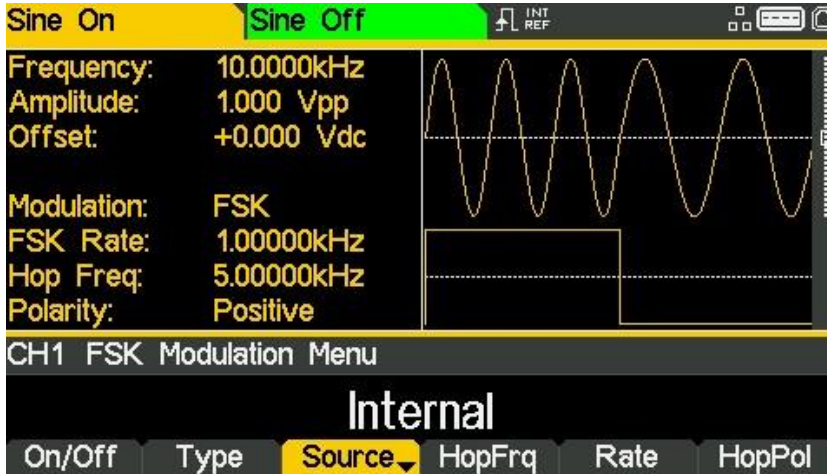 Sine On Sine Off INT
REF
Frequency: 10.0000kHz
Amplitude: 1.000 Vpp
Offset: +0.000 Vdc
Modulation: FSK
FSK Rate: 1.00000kHz
Hop Freq: 5.00000kHz
Polarity: Positive
CH1 FSK Modulation Menu
Internal
On/Off Type Source HopFrq Rate HopPol